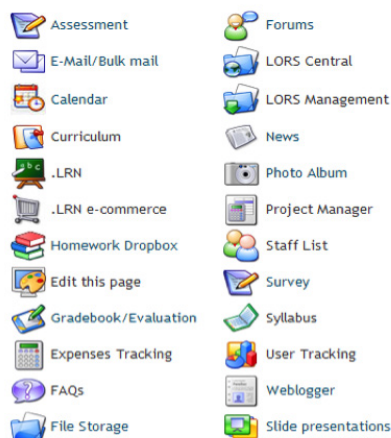 Assessment
E-Mail/Bulk mail
Calendar
Curriculum
.LRN
.LRN e-commerce
Homework Dropbox
Edit this page
Gradebook/Evaluation
Expenses Tracking
FAQs
File Storage
Forums
LORS Central
LORS Management
News
Photo Album
Project Manager
Staff List
Survey
Syllabus
User Tracking
Weblogger
Slide presentations